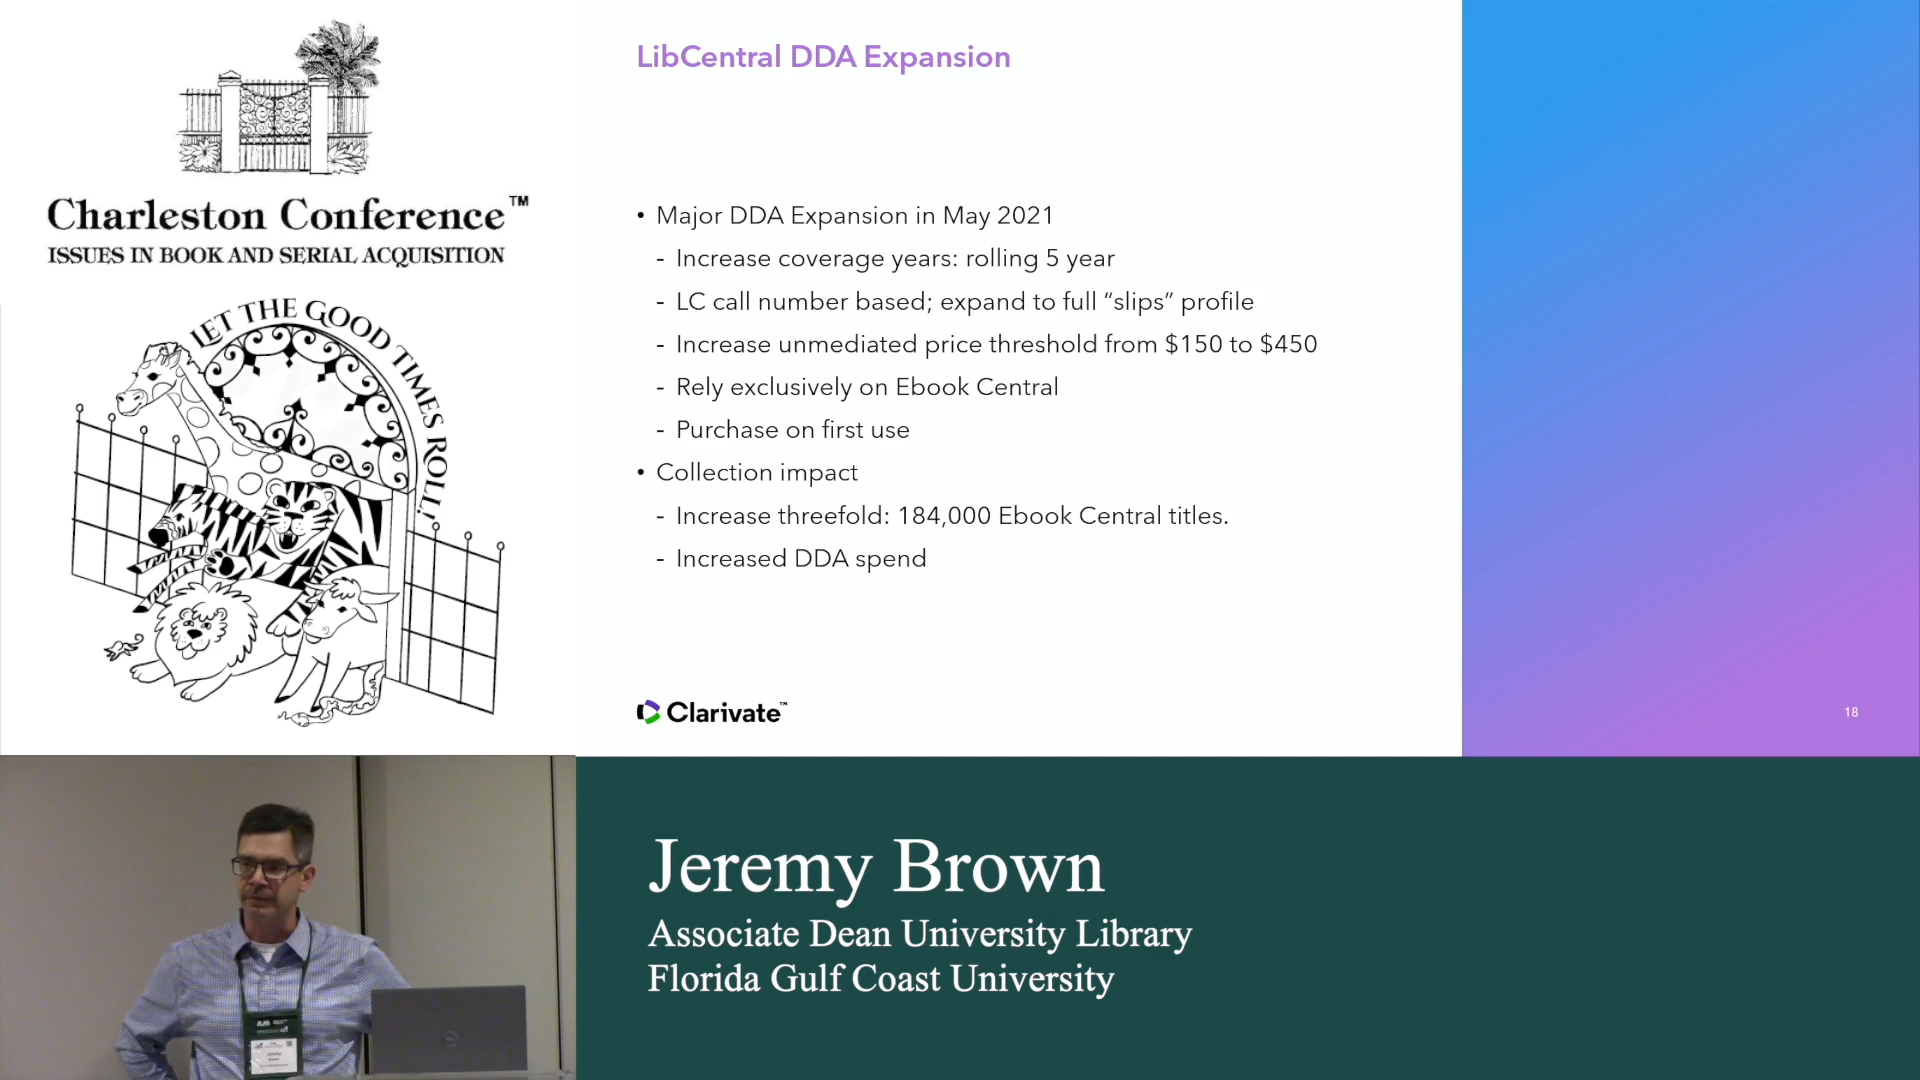 Charleston Conference™
ISSUES IN BOOK AND SERIAL ACQUISITION
LET THE GOOD TIMES ROLL!
LibCentral DDA Expansion
• Major DDA Expansion in May 2021
- Increase coverage years: rolling 5 year
- LC call number based; expand to full “slips” profile
- Increase unmediated price threshold from $150 to $450
- Rely exclusively on Ebook Central
- Purchase on first use
• Collection impact
- Increase threefold: 184,000 Ebook Central titles.
- Increased DDA spend
Clarivate™
18
Jeremy Brown
Associate Dean University Library
Florida Gulf Coast University